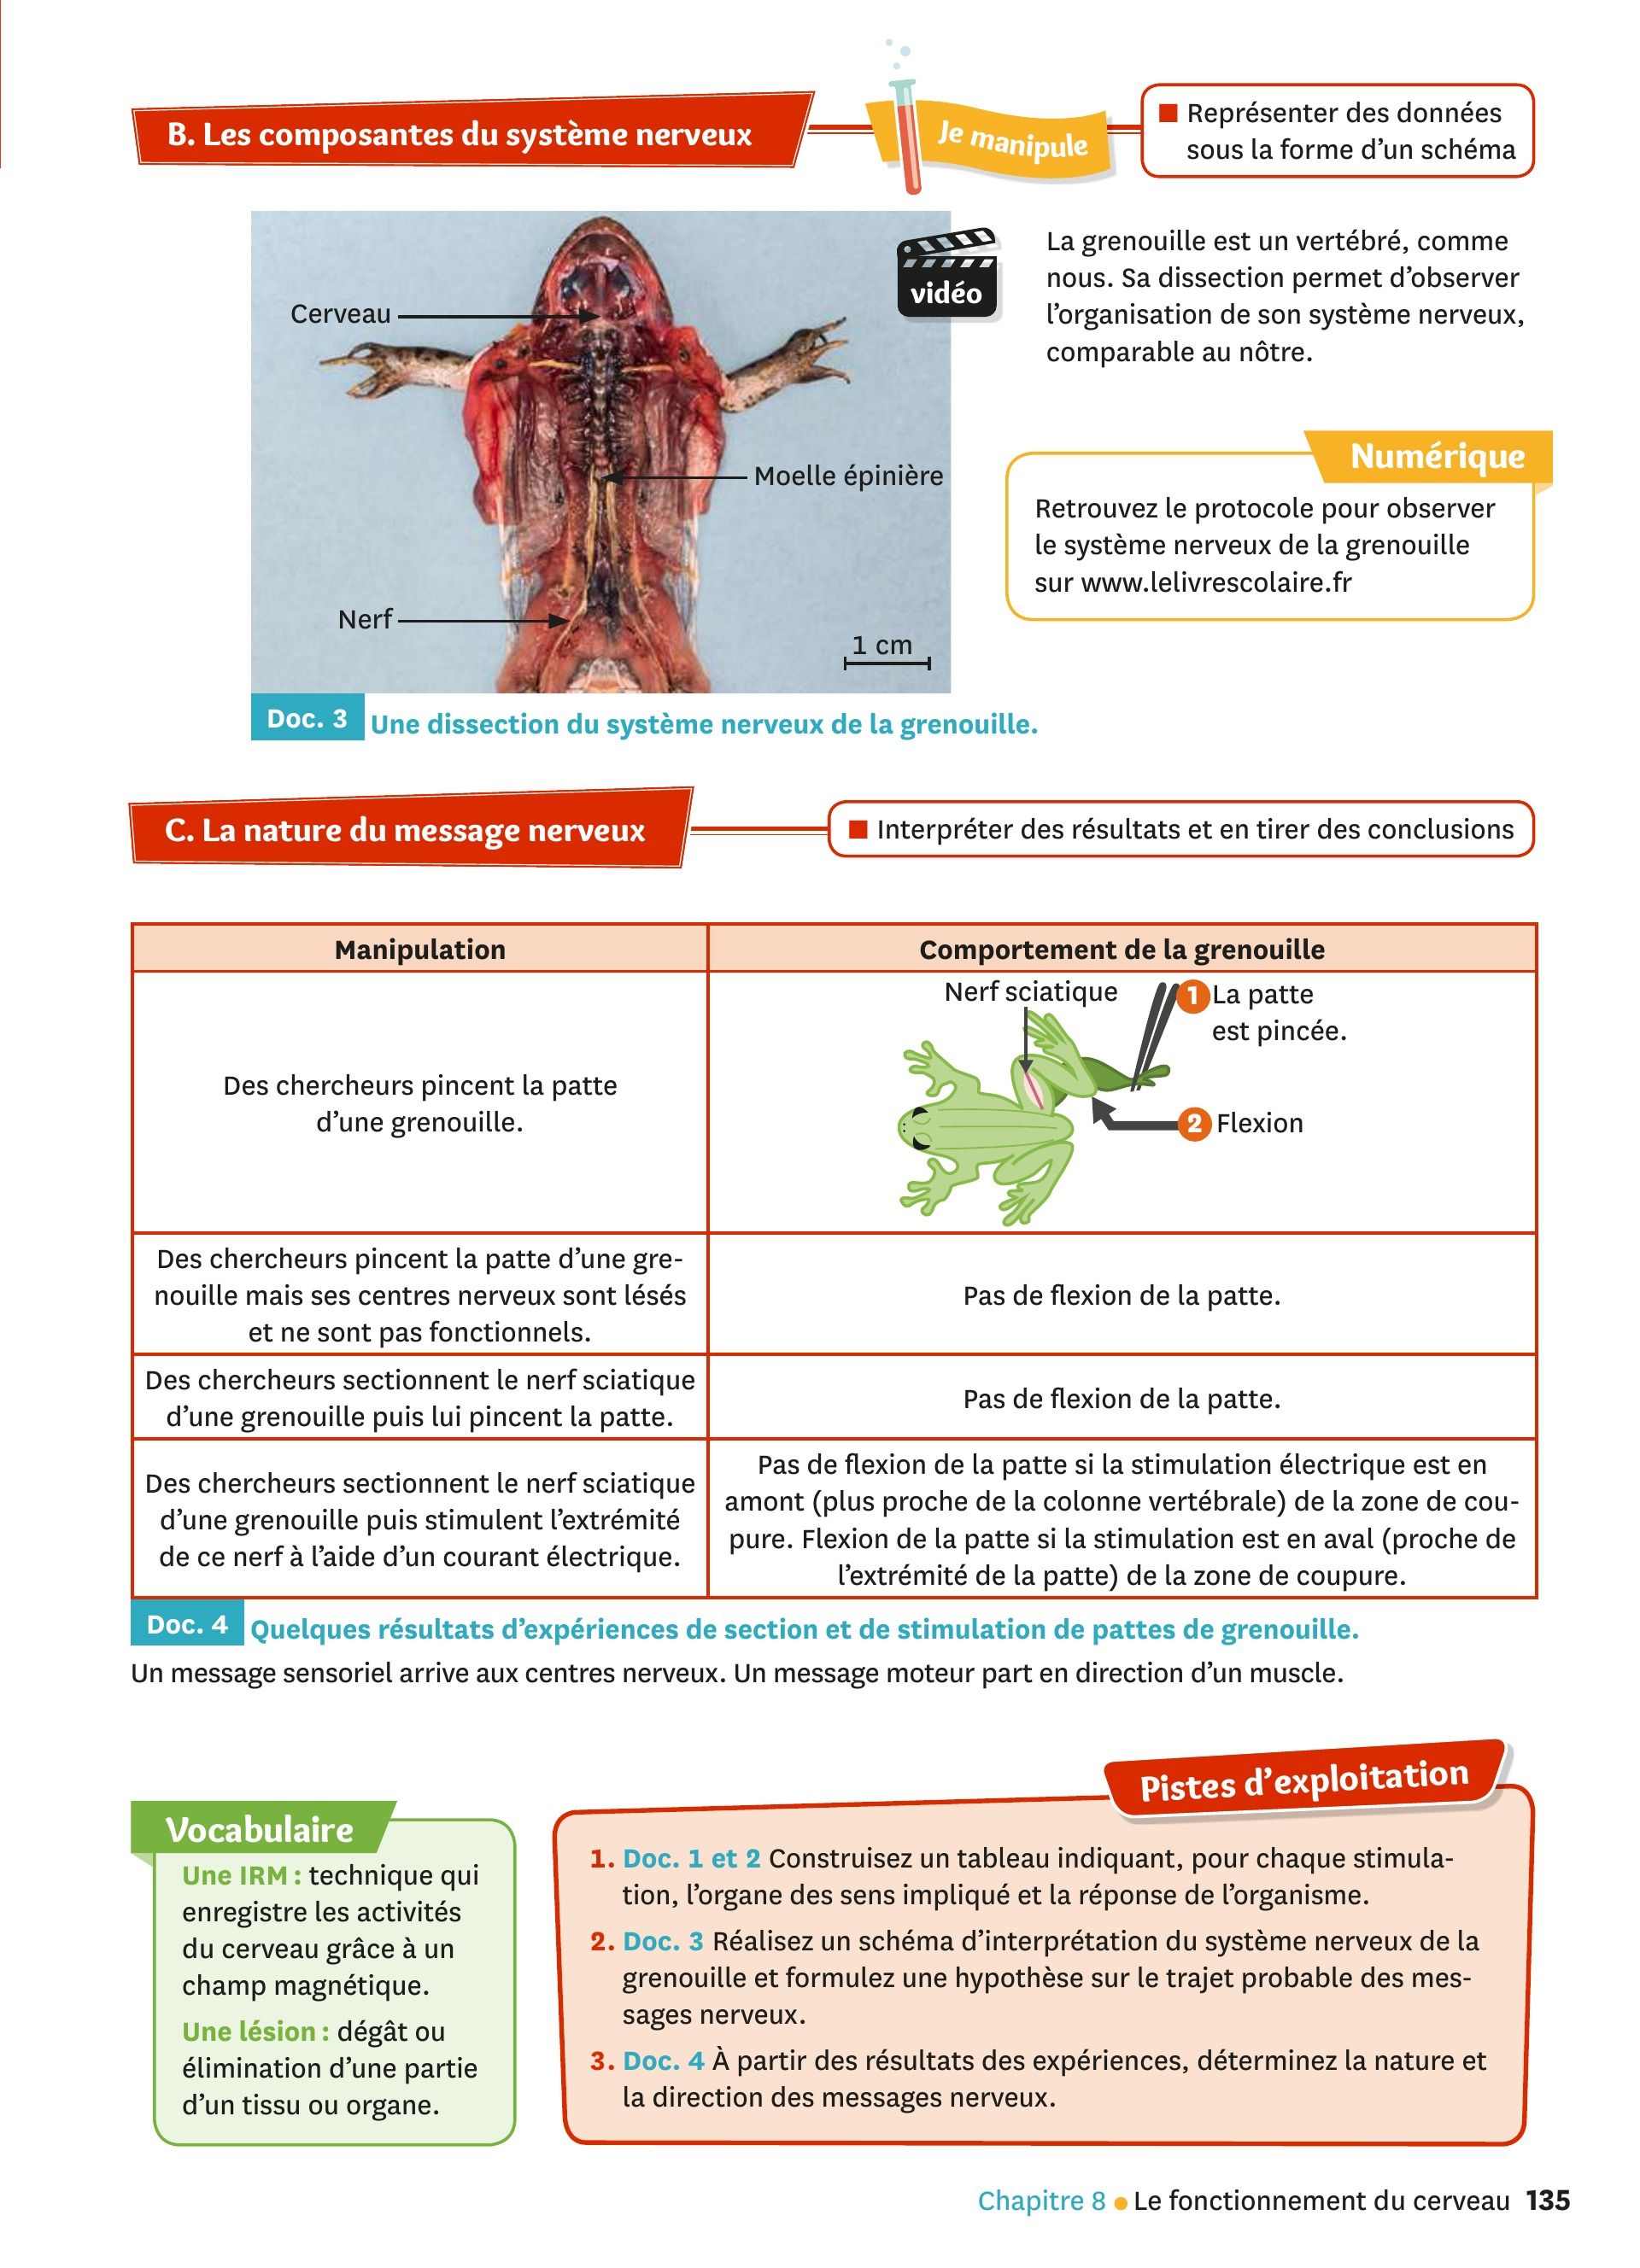 B. Les composantes du système nerveux
Je manipule
■ Représenter des données
sous la forme d'un schéma
Cerveau
Moelle épinière
Nerf
1 cm
vidéo
La grenouille est un vertébré, comme
nous. Sa dissection permet d'observer
l'organisation de son système nerveux,
comparable au nôtre.
Numérique
Retrouvez le protocole pour observer
le système nerveux de la grenouille
sur www.lelivrescolaire.fr
Doc. 3 Une dissection du système nerveux de la grenouille.
C. La nature du message nerveux
■ Interpréter des résultats et en tirer des conclusions
Manipulation
Comportement de la grenouille
Des chercheurs pincent la patte
d'une grenouille.
Nerf sciatique
1 La patte
est pincée.
2 Flexion
Des chercheurs pincent la patte d'une gre-
nouille mais ses centres nerveux sont lésés
et ne sont pas fonctionnels.
Pas de flexion de la patte.
Des chercheurs sectionnent le nerf sciatique
d'une grenouille puis lui pincent la patte.
Pas de flexion de la patte.
Des chercheurs sectionnent le nerf sciatique
d'une grenouille puis stimulent l'extrémité
de ce nerf à l'aide d'un courant électrique.
Pas de flexion de la patte si la stimulation électrique est en
amont (plus proche de la colonne vertébrale) de la zone de cou-
pure. Flexion de la patte si la stimulation est en aval (proche de
l'extrémité de la patte) de la zone de coupure.
Doc. 4 Quelques résultats d'expériences de section et de stimulation de pattes de grenouille.
Un message sensoriel arrive aux centres nerveux. Un message moteur part en direction d'un muscle.
Vocabulaire
Une IRM : technique qui
enregistre les activités
du cerveau grâce à un
champ magnétique.
Une lésion : dégât ou
élimination d'une partie
d'un tissu ou organe.
Pistes d'exploitation
1. Doc. 1 et 2 Construisez un tableau indiquant, pour chaque stimula-
tion, l'organe des sens impliqué et la réponse de l'organisme.
2. Doc. 3 Réalisez un schéma d'interprétation du système nerveux de la
grenouille et formulez une hypothèse sur le trajet probable des mes-
sages nerveux.
3. Doc. 4 À partir des résultats des expériences, déterminez la nature et
la direction des messages nerveux.
Chapitre 8 ● Le fonctionnement du cerveau 135